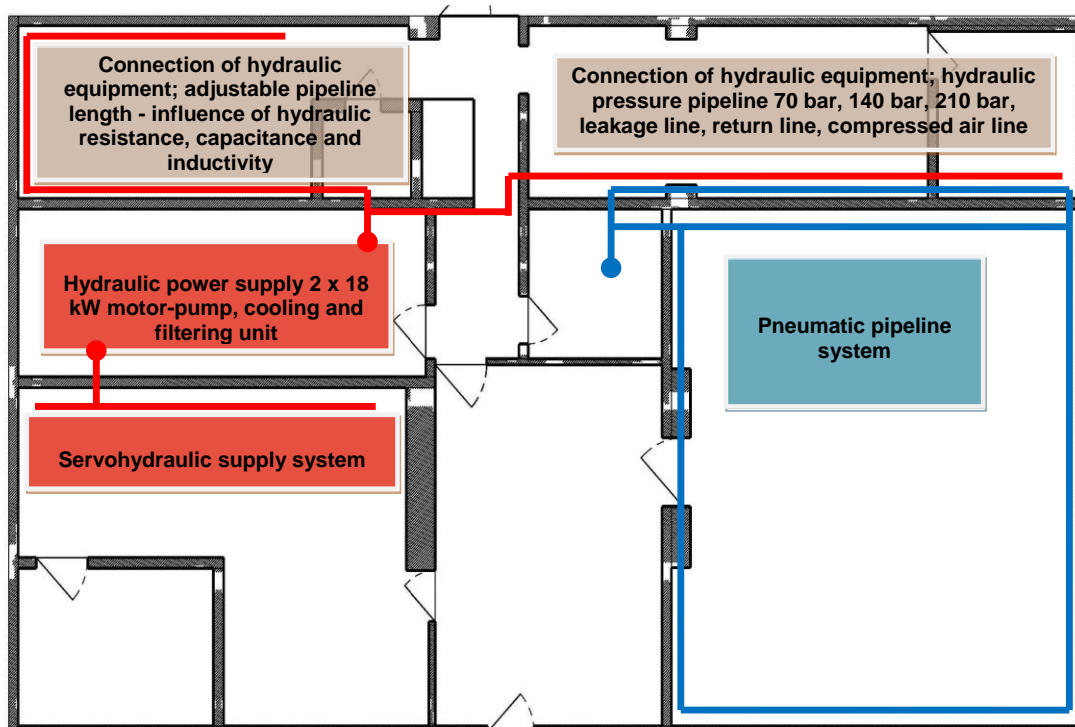 Connection of hydraulic
equipment; adjustable pipeline
length - influence of hydraulic
resistance, capacitance and
inductivity
Connection of hydraulic equipment; hydraulic
pressure pipeline 70 bar, 140 bar, 210 bar,
leakage line, return line, compressed air line
Hydraulic power supply 2 x 18
kW motor-pump, cooling and
filtering unit
Pneumatic pipeline
system
Servohydraulic supply system